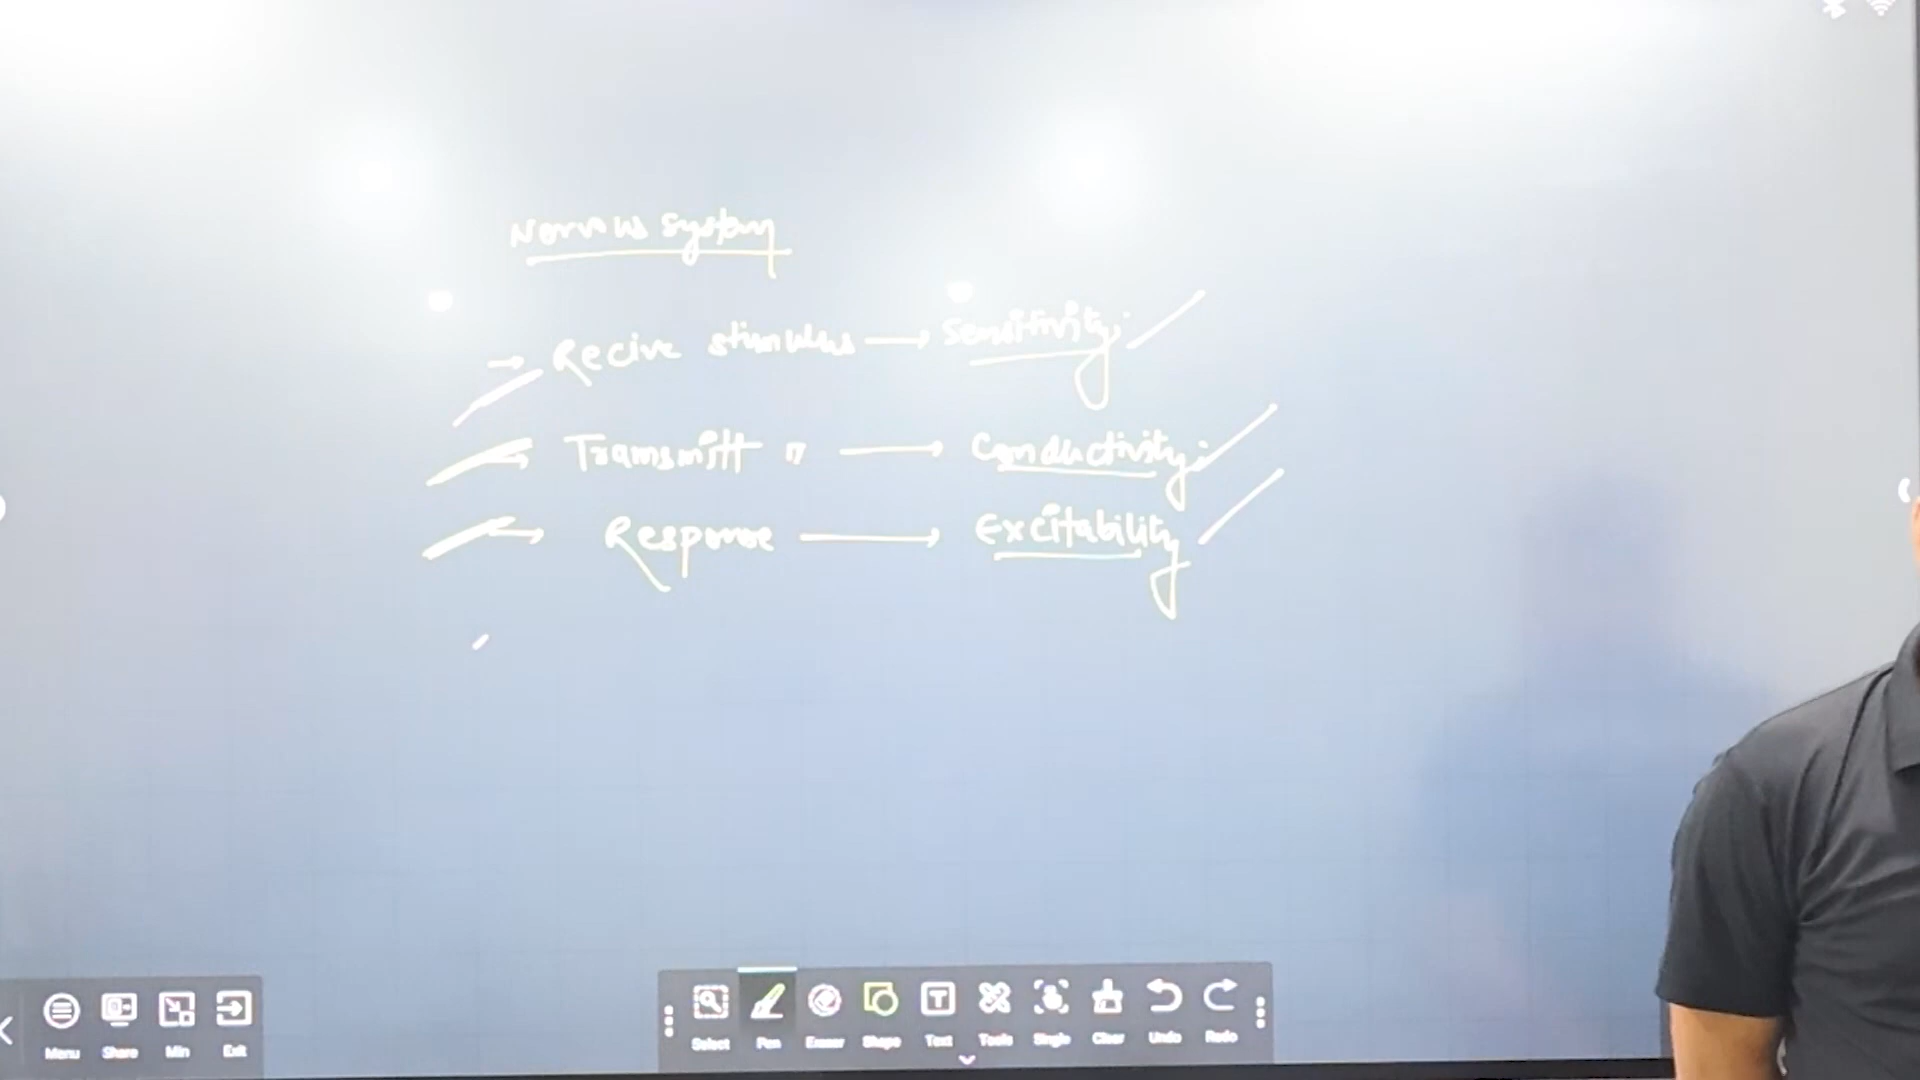 Nervous System
→ Recive stimulus → Sensitivity
→ Transmitt " → Conductivity
→ Response → Excitability
Menu Share Min Exit
Select Pen Eraser Shape Text Tools Single Clear Undo Redo